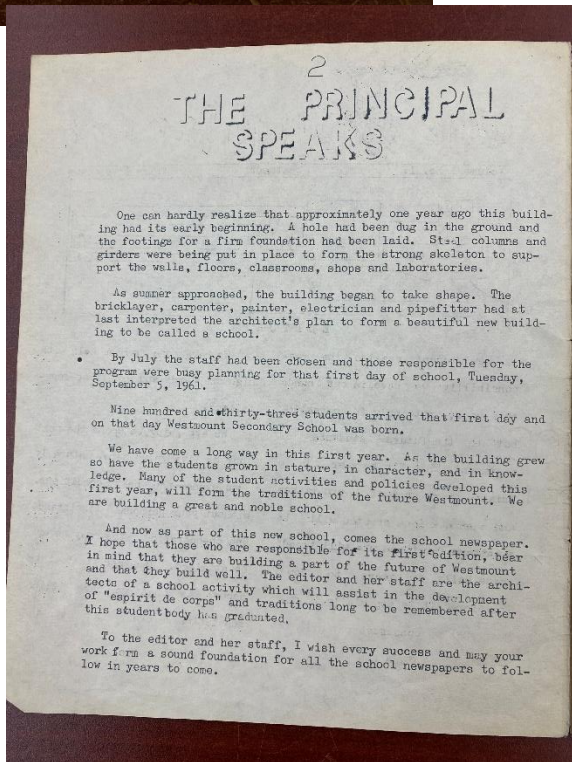 2
THE PRINCIPAL
SPEAKS
One can hardly realize that approximately one year ago this build-
ing had its early beginning. A hole had been dug in the ground and
the footings for a firm foundation had been laid. Steel columns and
girders were being put in place to form the strong skeleton to sup-
port the walls, floors, classrooms, shops and laboratories.
As summer approached, the building began to take shape. The
bricklayer, carpenter, painter, electrician and pipefitter had at
last interpreted the architect's plan to form a beautiful new build-
ing to be called a school.
By July the staff had been chosen and those responsible for the
program were busy planning for that first day of school, Tuesday,
September 5, 1961.
Nine hundred and thirty-three students arrived that first day and
on that day Westmount Secondary School was born.
We have come a long way in this first year. As the building grew
so have the students grown in stature, in character, and in know-
ledge. Many of the student activities and policies developed this
first year, will form the traditions of the future Westmount. We
are building a great and noble school.
And now as part of this new school, comes the school newspaper.
I hope that those who are responsible for its first edition, bear
in mind that they are building a part of the future of Westmount
and that they build well. The editor and her staff are the archi-
tects of a school activity which will assist in the development
of "espirit de corps" and traditions long to be remembered after
this studentbody has graduated.
To the editor and her staff, I wish every success and may your
work form a sound foundation for all the school newspapers to fol-
low in years to come.